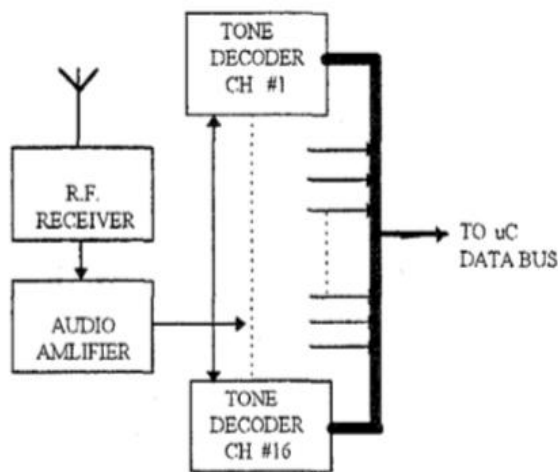 TONE
DECODER
CH #1
R.F.
RECEIVER
TO uC
DATA BUS
AUDIO
AMLIFIER
TONE
DECODER
CH #16